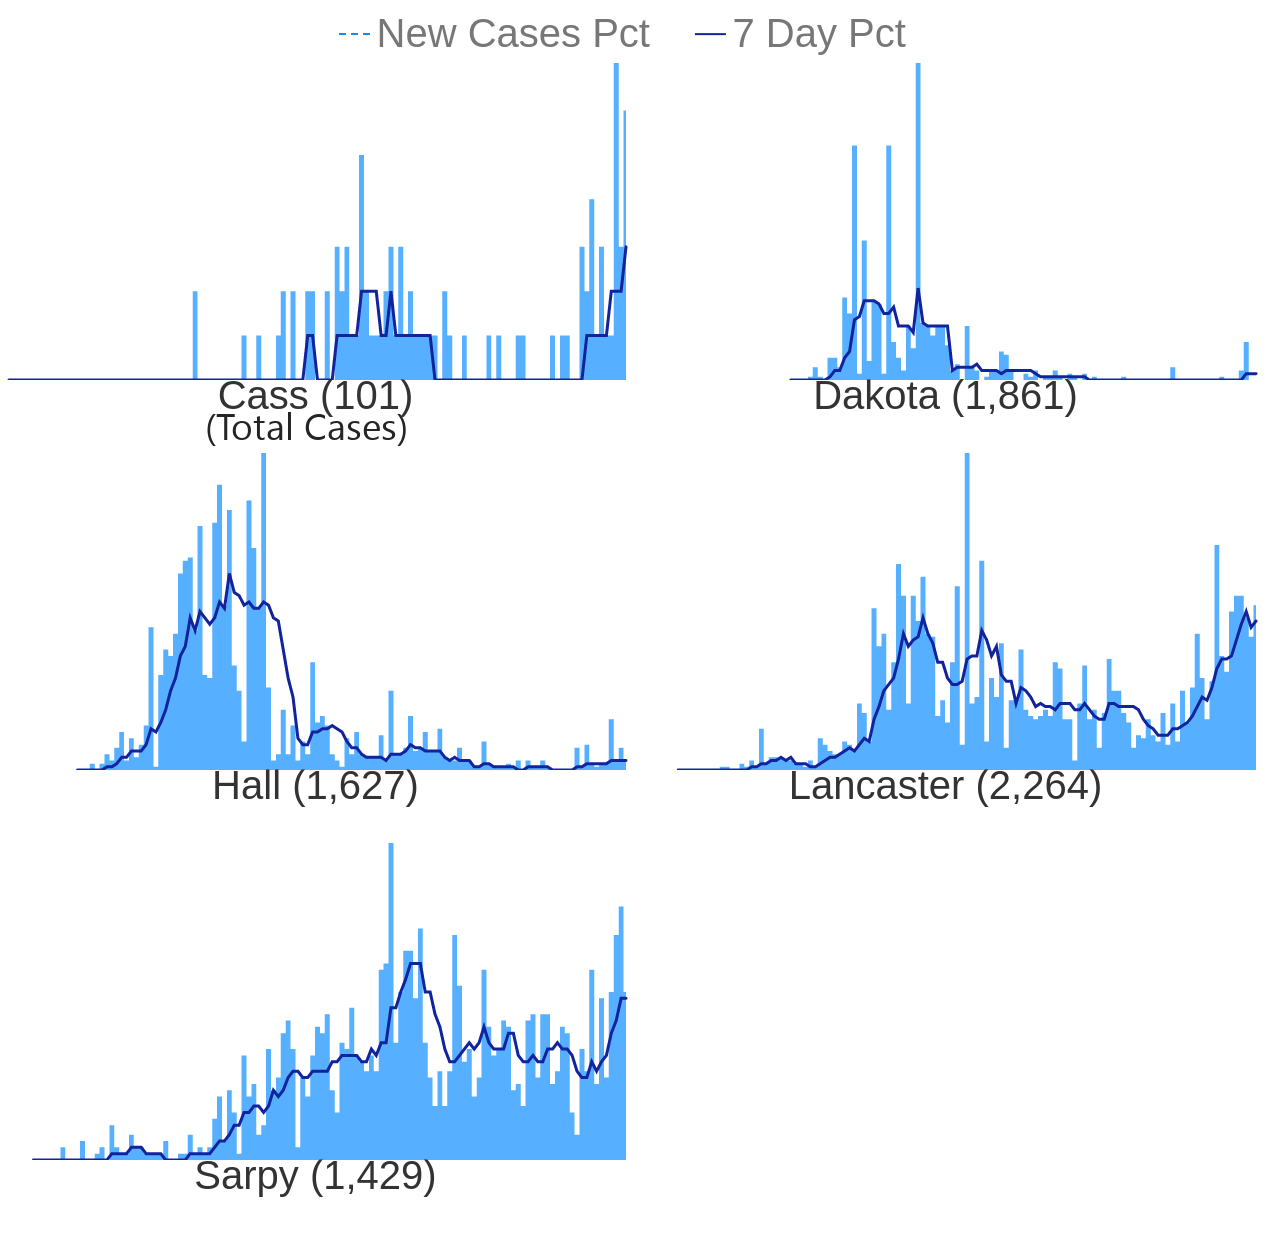 New Cases Pct 7 Day Pct
Cass (101)
(Total Cases)
Dakota (1,861)
Hall (1,627)
Lancaster (2,264)
Sarpy (1,429)